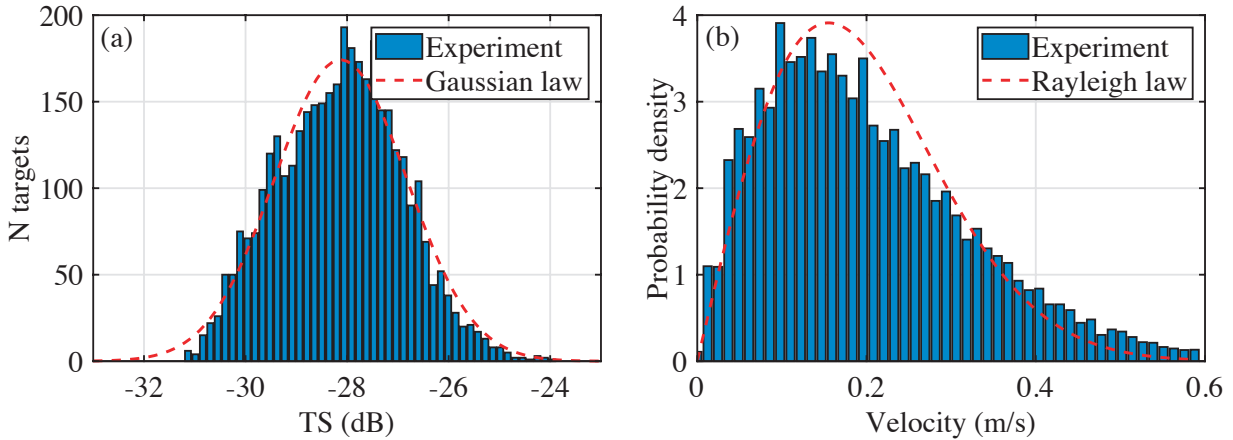 (a)
Experiment
Gaussian law
N targets
200
150
100
50
0
-32
-30
-28
-26
-24
TS (dB)
(b)
Experiment
Rayleigh law
Probability density
4
3
2
1
0
0
0.2
0.4
0.6
Velocity (m/s)